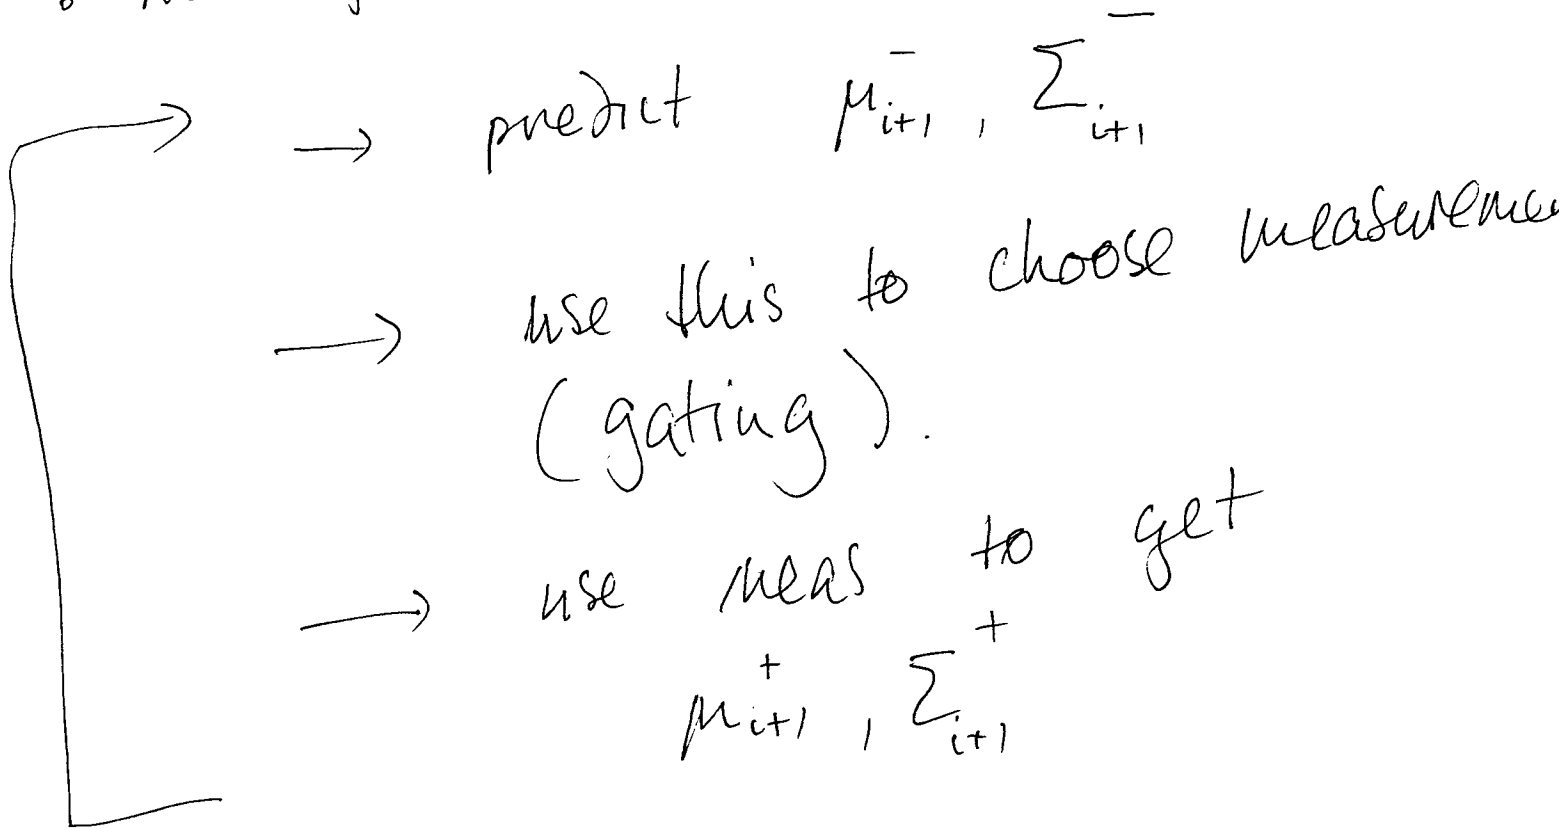 → predict μ⁻ᵢ₊₁ , Σ⁻ᵢ₊₁
→ use this to choose
(gating).
→ use meas to get
μ⁺ᵢ₊₁ , Σ⁺ᵢ₊₁